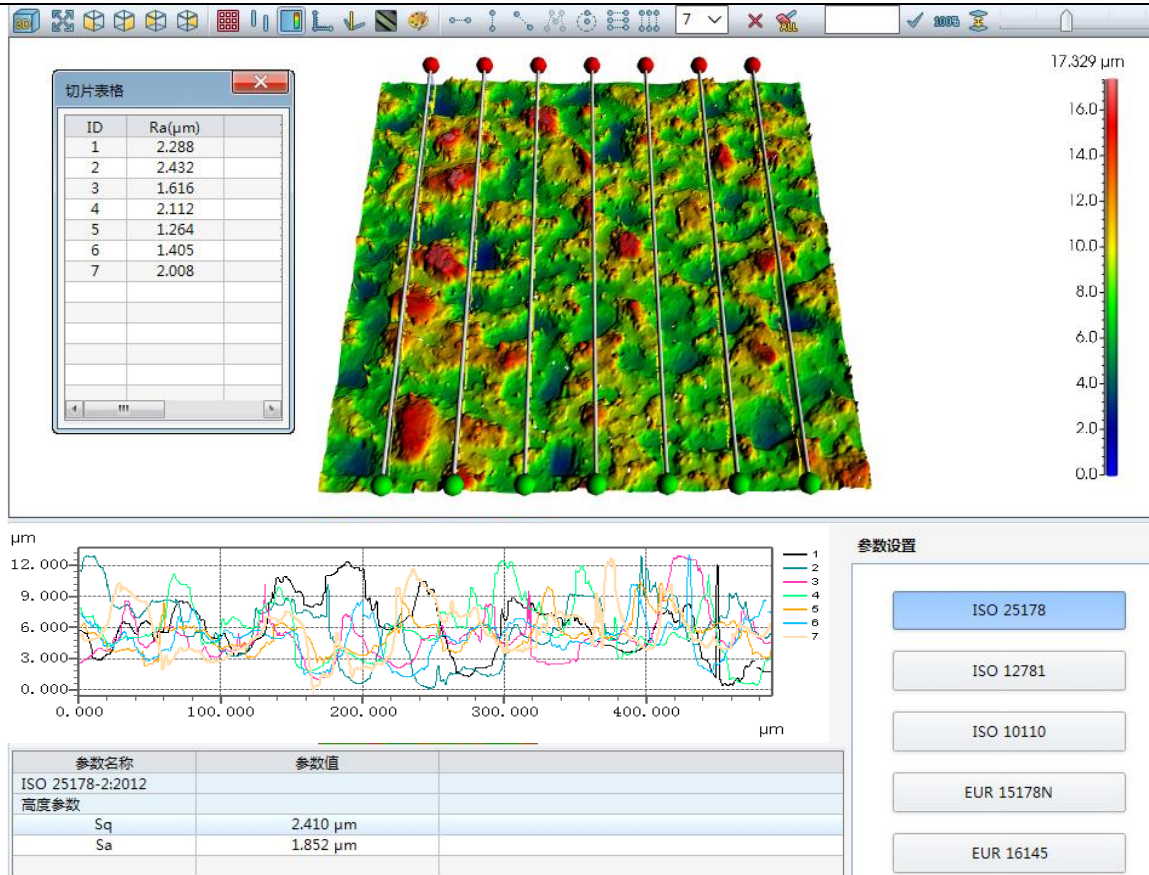 3D
7
ALL
100%
17.329 μm
16.0
14.0
12.0
10.0
8.0
6.0
4.0
2.0
0.0
切片表格
ID Ra(μm)
1 2.288
2 2.432
3 1.616
4 2.112
5 1.264
6 1.405
7 2.008
μm
12.000
9.000
6.000
3.000
0.000
0.000 100.000 200.000 300.000 400.000
μm
1
2
3
4
5
6
7
参数设置
ISO 25178
ISO 12781
ISO 10110
EUR 15178N
EUR 16145
参数名称 参数值
ISO 25178-2:2012
高度参数
Sq 2.410 μm
Sa 1.852 μm